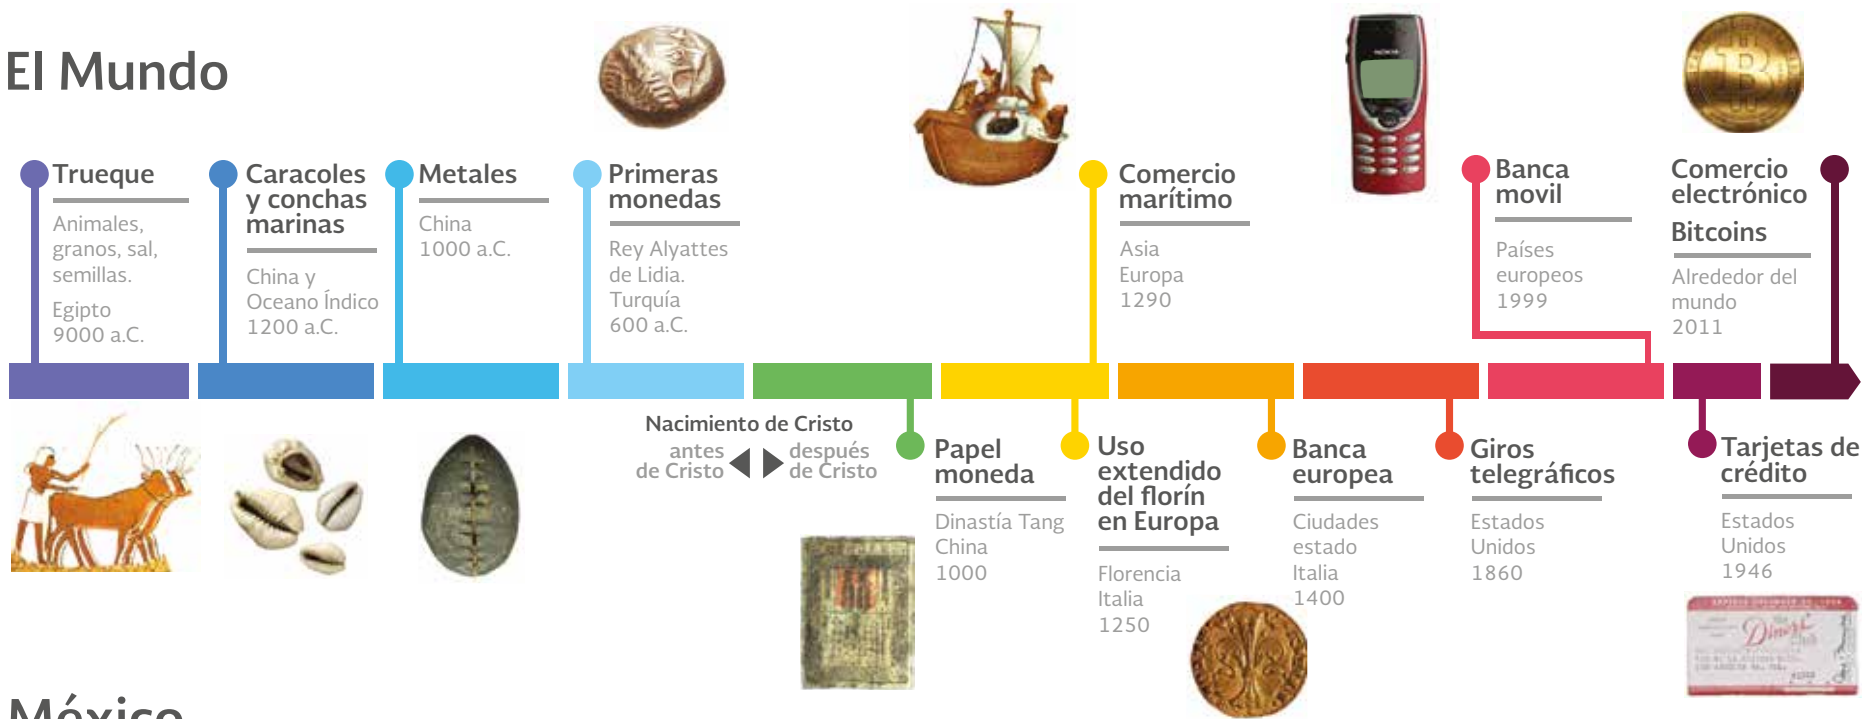 El Mundo
Trueque
Animales,
granos, sal,
semillas.
Egipto
9000 a.C.
Caracoles
y conchas
marinas
China y
Oceano Índico
1200 a.C.
Metales
China
1000 a.C.
Primeras
monedas
Rey Alyattes
de Lidia.
Turquía
600 a.C.
Comercio
marítimo
Asia
Europa
1290
NOKIA
Banca
movil
Países
europeos
1999
B
Comercio
electrónico
Bitcoins
Alrededor del
mundo
2011
Nacimiento de Cristo
antes
de Cristo
después
de Cristo
Papel
moneda
Dinastía Tang
China
1000
Uso
extendido
del florín
en Europa
Florencia
Italia
1250
Banca
europea
Ciudades
estado
Italia
1400
Giros
telegráficos
Estados
Unidos
1860
Tarjetas de
crédito
Estados
Unidos
1946
Diners'
Club
México